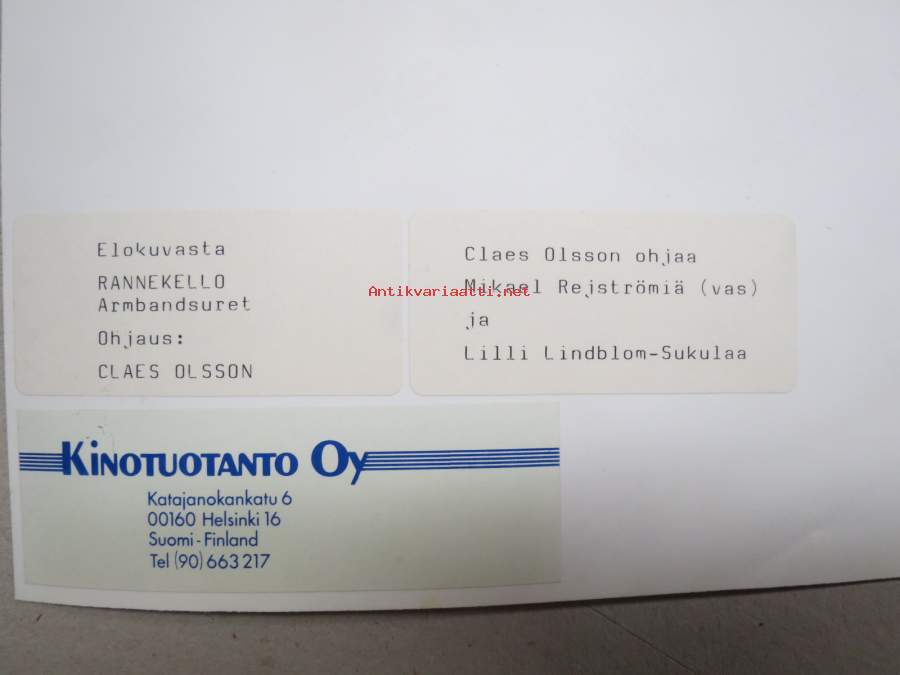 Elokuvasta
RANNEKELLO
Armbandsuret
Ohjaus:
CLAES OLSSON
Claes Olsson ohjaa
Mikael Rejströmiä (vas)
ja
Lilli Lindblom-Sukulaa
Antikvariaatti.net
KINOTUOTANTO OY
Katajanokankatu 6
00160 Helsinki 16
Suomi-Finland
Tel (90) 663 217